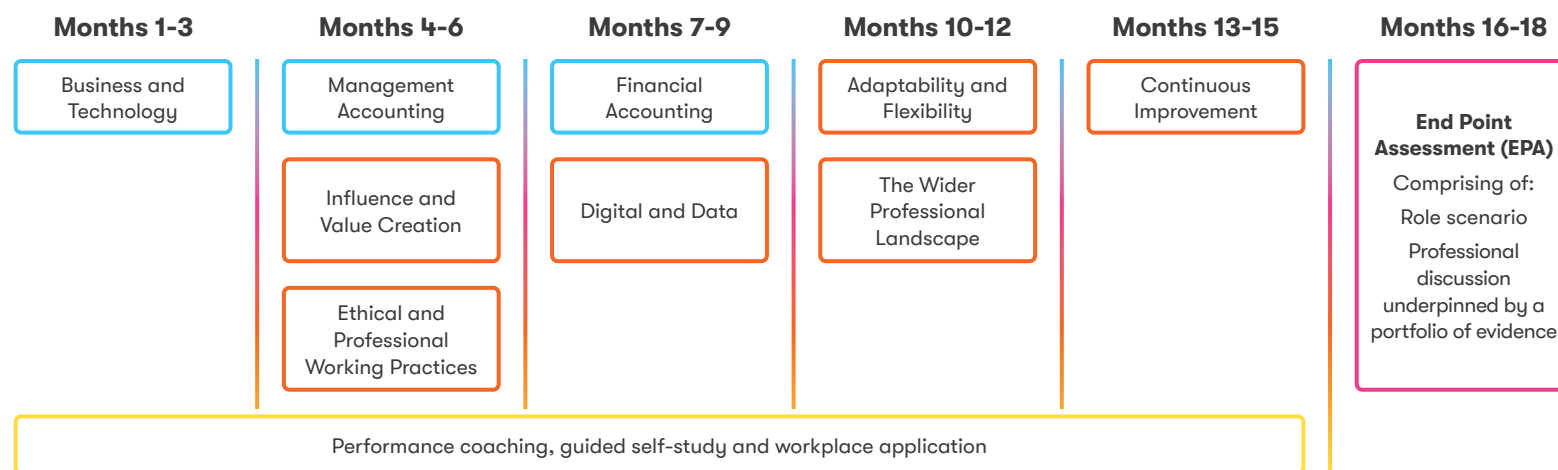 Months 1-3
Months 4-6
Months 7-9
Months 10-12
Months 13-15
Months 16-18
Business and
Technology
Management
Accounting
Influence and
Value Creation
Ethical and
Professional
Working Practices
Financial
Accounting
Digital and Data
Adaptability and
Flexibility
The Wider
Professional
Landscape
Continuous
Improvement
End Point
Assessment (EPA)
Comprising of:
Role scenario
Professional
discussion
underpinned by a
portfolio of evidence
Performance coaching, guided self-study and workplace application